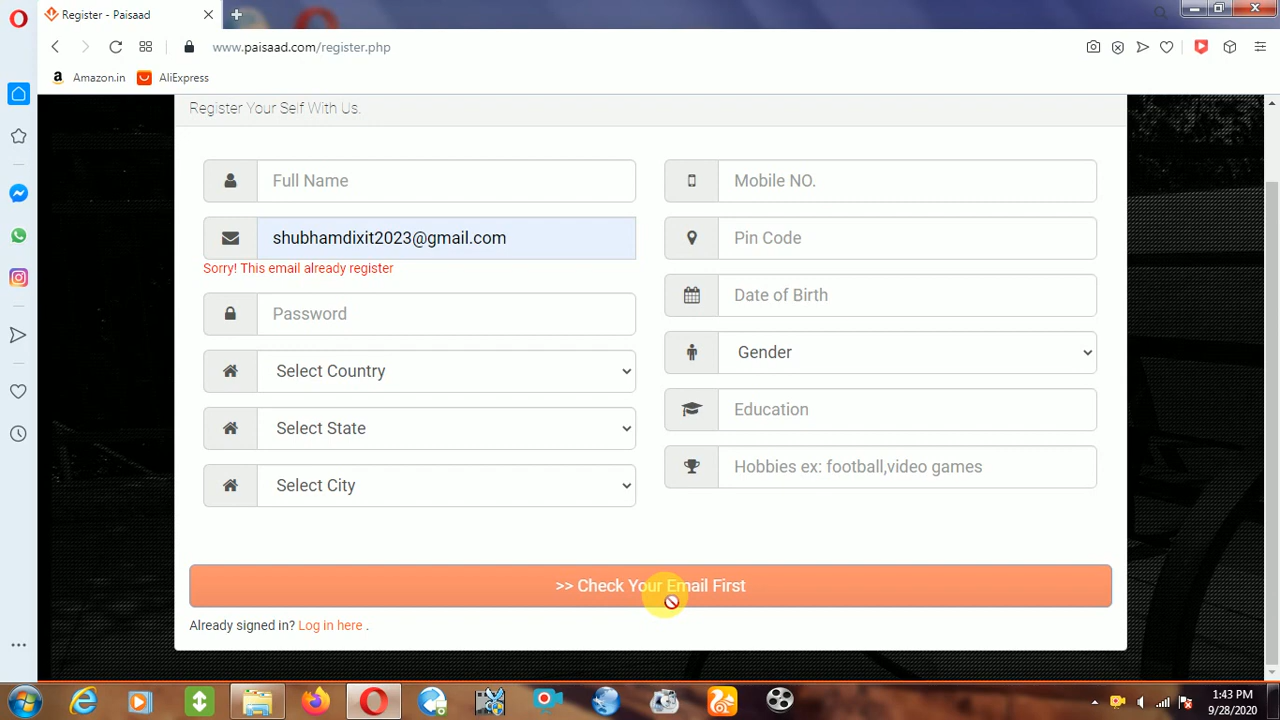 Register - Paisaad
www.paisaad.com/register.php
Amazon.in
AliExpress
Register Your Self With Us.
Full Name
Mobile NO.
shubhamdixit2023@gmail.com
Pin Code
Sorry! This email already register
Date of Birth
Password
Gender
Select Country
Education
Select State
Hobbies ex: football,video games
Select City
>> Check Your Email First
Already signed in? Log in here .
1:43 PM
9/28/2020